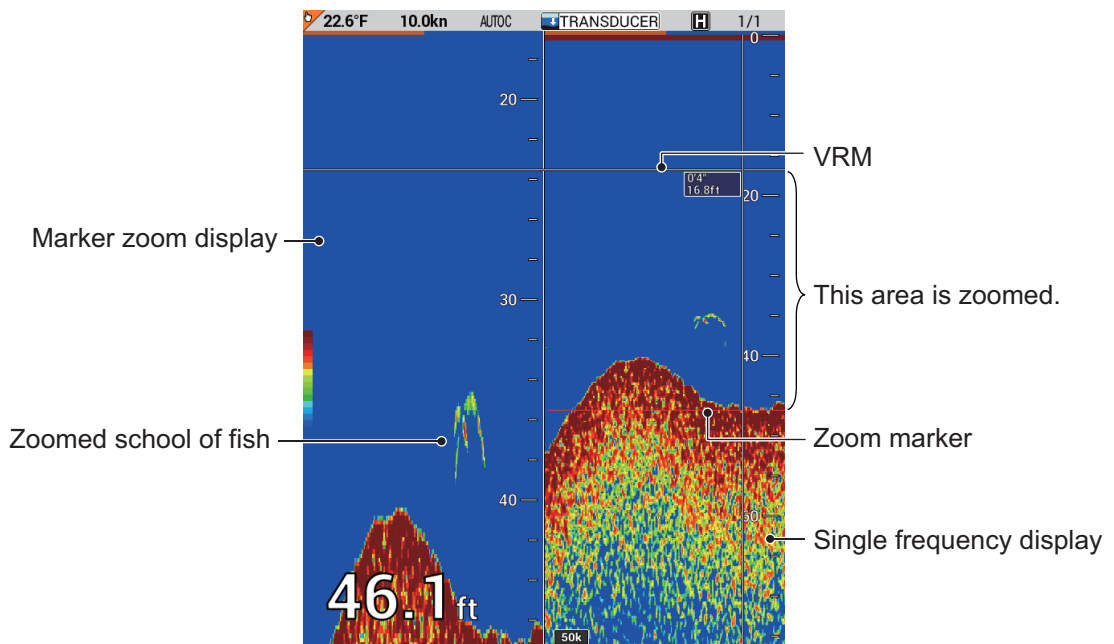 22.6°F 10.0kn AUTOC TRANSDUCER H 1/1
0
20
VRM
0'4"
16.8ft
20
Marker zoom display
This area is zoomed.
30
40
Zoomed school of fish
Zoom marker
40
60
Single frequency display
46.1ft
50k